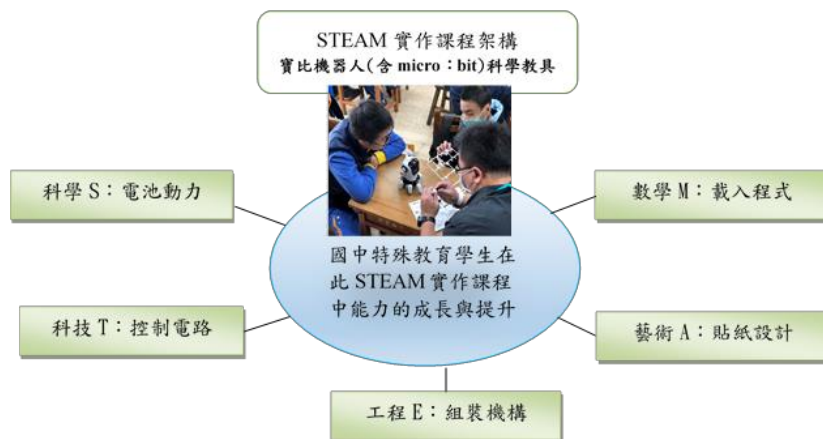 STEAM 實作課程架構
寶比機器人(含 micro：bit)科學教具
科學 S：電池動力
數學 M：載入程式
國中特殊教育學生在
此 STEAM 實作課程
中能力的成長與提升
科技 T：控制電路
藝術 A：貼紙設計
工程 E：組裝機構